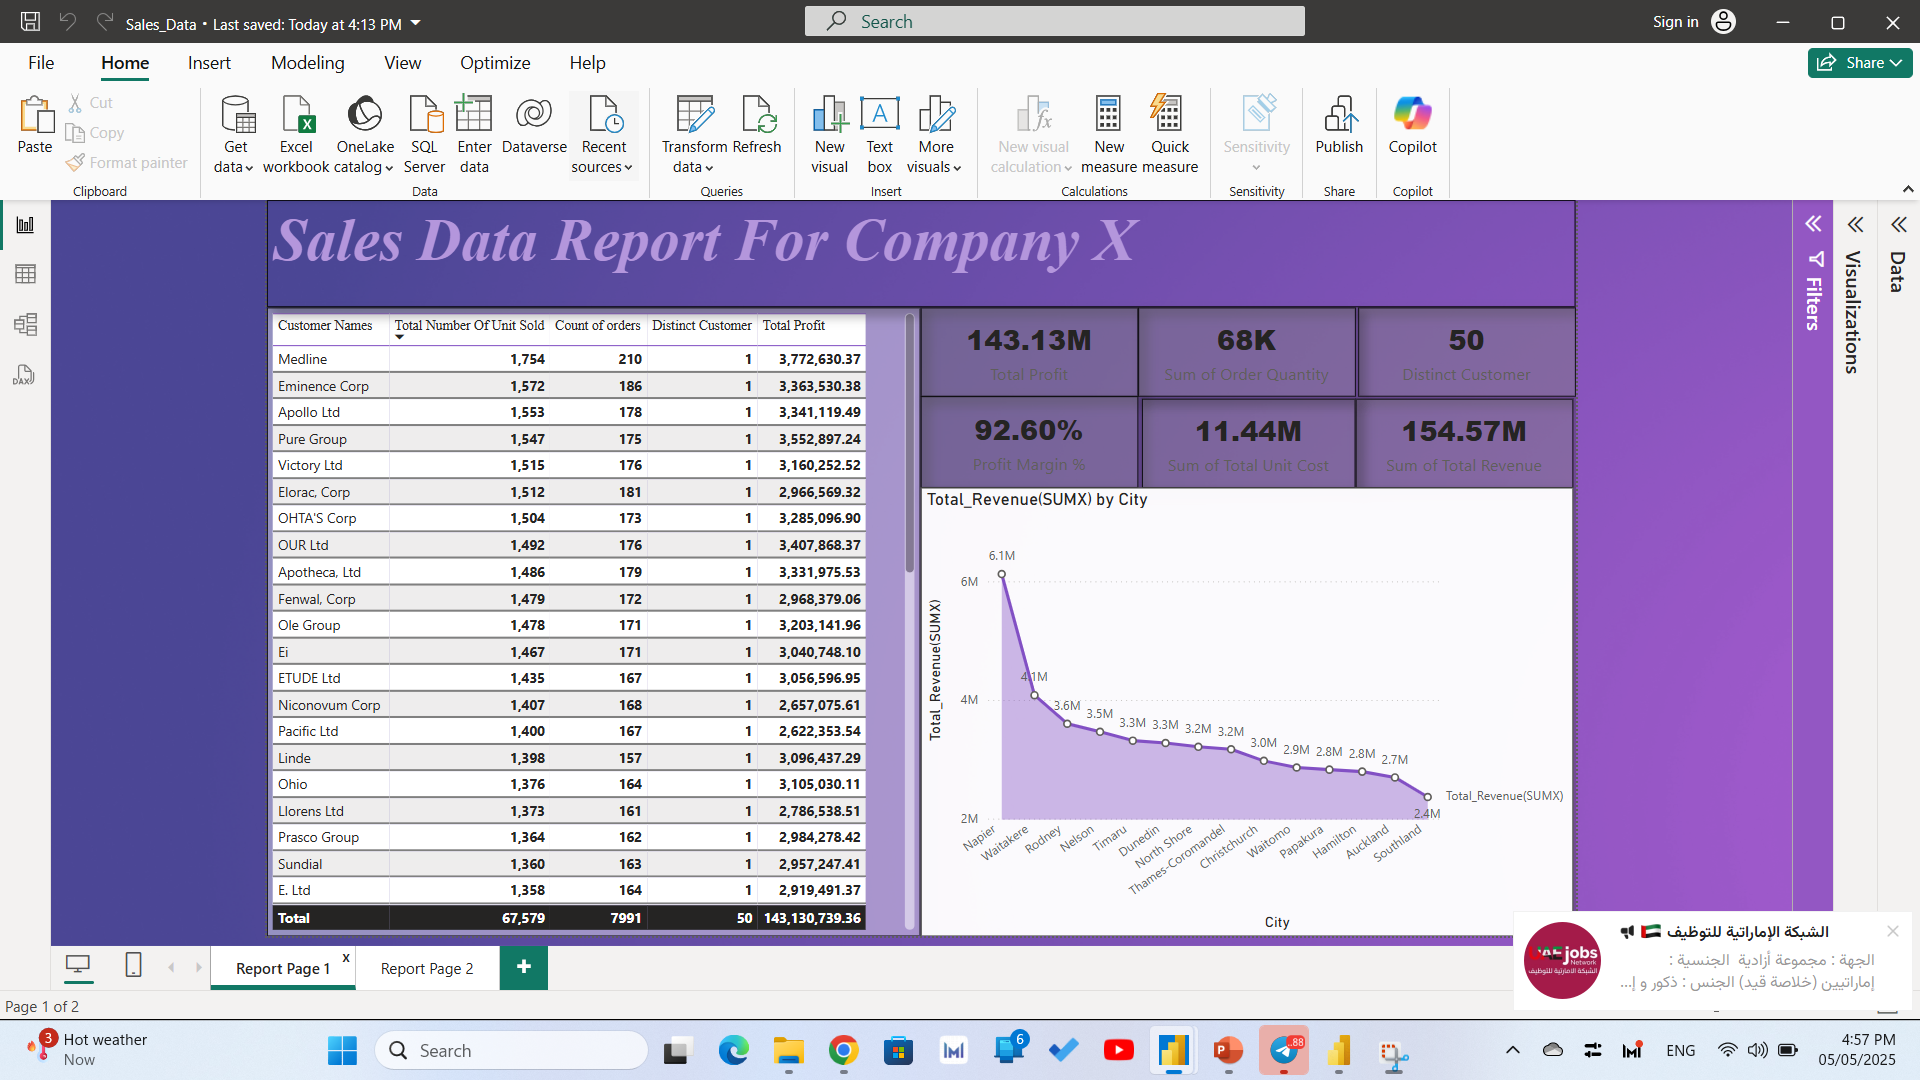 Sales_Data • Last saved: Today at 4:13 PM
Search
Sign in
File Home Insert Modeling View Optimize Help
Share
Paste
Cut
Copy
Format painter
Clipboard
Get data
Excel workbook
OneLake catalog
SQL Server
Enter data
Dataverse
Recent sources
Data
Transform data
Refresh
Queries
New visual
Text box
More visuals
Insert
New visual calculation
New measure
Quick measure
Calculations
Sensitivity
Sensitivity
Publish
Share
Copilot
Copilot
Sales Data Report For Company X
Customer Names Total Number Of Unit Sold Count of orders Distinct Customer Total Profit
Medline 1,754 210 1 3,772,630.37
Eminence Corp 1,572 186 1 3,363,530.38
Apollo Ltd 1,553 178 1 3,341,119.49
Pure Group 1,547 175 1 3,552,897.24
Victory Ltd 1,515 176 1 3,160,252.52
Elorac, Corp 1,512 181 1 2,966,569.32
OHTA'S Corp 1,504 173 1 3,285,096.90
OUR Ltd 1,492 176 1 3,407,868.37
Apotheca, Ltd 1,486 179 1 3,331,975.53
Fenwal, Corp 1,479 172 1 2,968,379.06
Ole Group 1,478 171 1 3,203,141.96
Ei 1,467 171 1 3,040,748.10
ETUDE Ltd 1,435 167 1 3,056,596.95
Niconovum Corp 1,407 168 1 2,657,075.61
Pacific Ltd 1,400 167 1 2,622,353.54
Linde 1,398 157 1 3,096,437.29
Ohio 1,376 164 1 3,105,030.11
Llorens Ltd 1,373 161 1 2,786,538.51
Prasco Group 1,364 162 1 2,984,278.42
Sundial 1,360 163 1 2,957,247.41
E. Ltd 1,358 164 1 2,919,491.37
Total 67,579 7991 50 143,130,739.36
143.13M
Total Profit
68K
Sum of Order Quantity
50
Distinct Customer
92.60%
Profit Margin %
11.44M
Sum of Total Unit Cost
154.57M
Sum of Total Revenue
Total_Revenue(SUMX) by City
Total_Revenue(SUMX)
6M
4M
2M
6.1M
4.1M
3.6M
3.5M
3.3M
3.3M
3.2M
3.2M
3.0M
2.9M
2.8M
2.8M
2.7M
2.4M
Total_Revenue(SUMX)
Napier
Waitakere
Rodney
Nelson
Timaru
Dunedin
North Shore
Thames-Coromandel
Christchurch
Waitomo
Papakura
Hamilton
Auckland
Southland
City
Filters
Visualizations
Data
DAX
Report Page 1
x
Report Page 2
+
Page 1 of 2
الشبكة الإماراتية للتوظيف
الجهة : مجموعة أزادية الجنسية :
إماراتيين (خلاصة قيد) الجنس : ذكور و إ...
UAEjobs
Network
الشبكة الاماراتية للتوظيف
3
Hot weather
Now
Search
6
..88
ENG
4:57 PM
05/05/2025